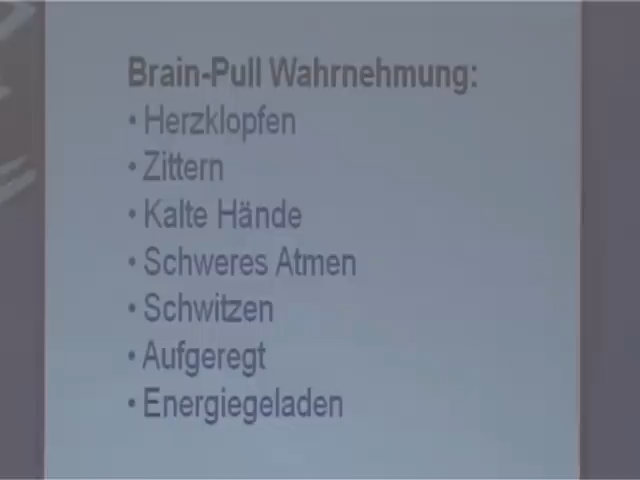 Brain-Pull Wahrnehmung:
• Herzklopfen
• Zittern
• Kalte Hände
• Schweres Atmen
• Schwitzen
• Aufgeregt
• Energiegeladen